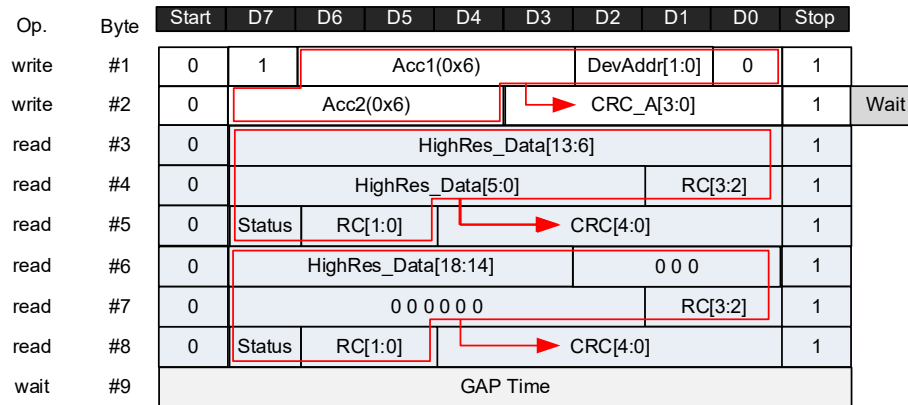 Op. Byte Start D7 D6 D5 D4 D3 D2 D1 D0 Stop
write #1 0 1 Acc1(0x6) DevAddr[1:0] 0 1
write #2 0 Acc2(0x6) CRC_A[3:0] 1 Wait
read #3 0 HighRes_Data[13:6] 1
read #4 0 HighRes_Data[5:0] RC[3:2] 1
read #5 0 Status RC[1:0] CRC[4:0] 1
read #6 0 HighRes_Data[18:14] 0 0 0 1
read #7 0 0 0 0 0 0 0 RC[3:2] 1
read #8 0 Status RC[1:0] CRC[4:0] 1
wait #9 GAP Time